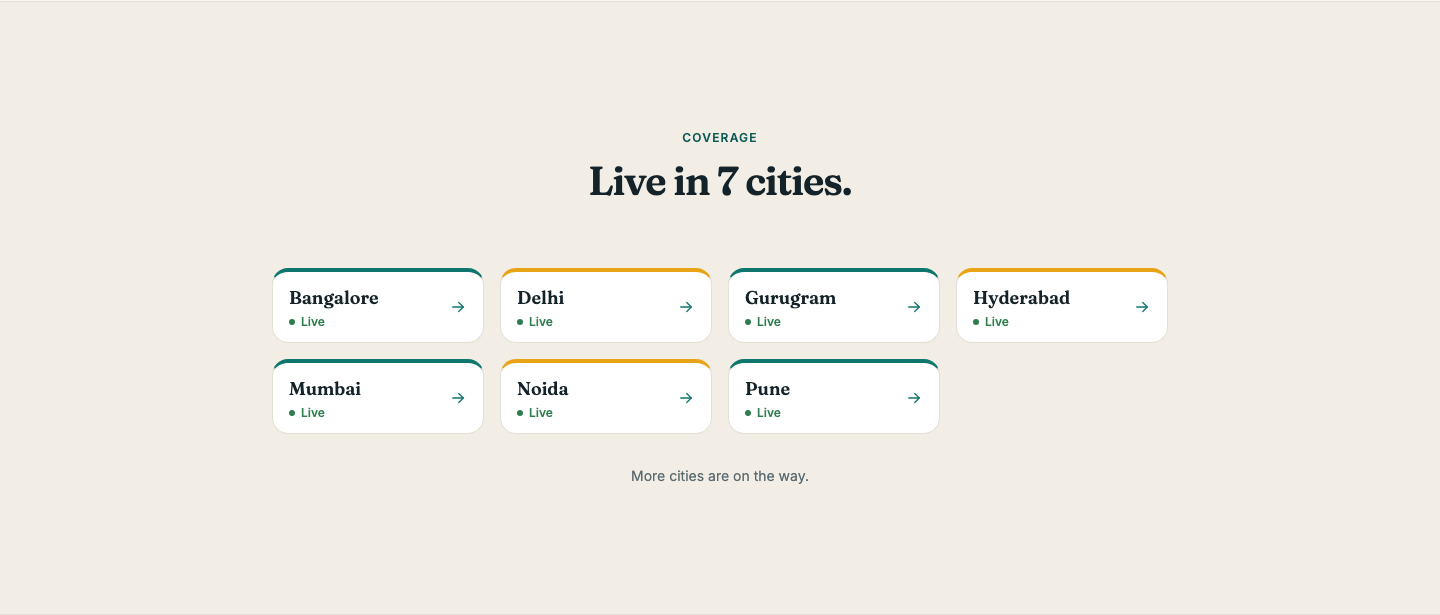 COVERAGE
Live in 7 cities.
Bangalore
Live
Delhi
Live
Gurugram
Live
Hyderabad
Live
Mumbai
Live
Noida
Live
Pune
Live
More cities are on the way.